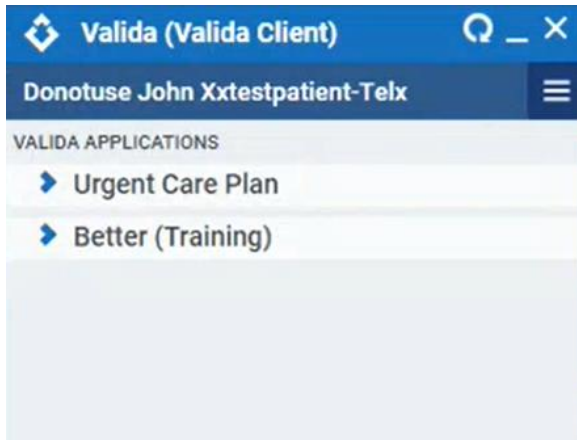 Valida (Valida Client)
Donotuse John Xxtestpatient-Telx
VALIDA APPLICATIONS
Urgent Care Plan
Better (Training)